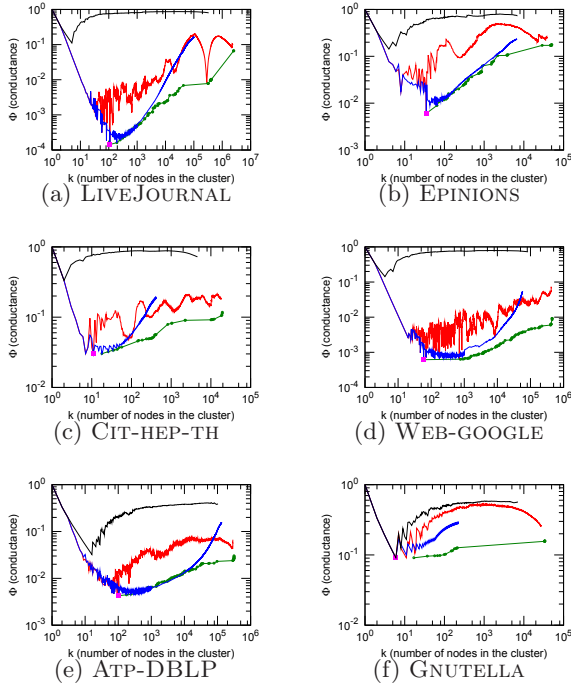 Φ (conductance)
10^0
10^-1
10^-2
10^-3
10^-4
10^0 10^1 10^2 10^3 10^4 10^5 10^6 10^7
k (number of nodes in the cluster)
(a) LIVEJOURNAL
Φ (conductance)
10^0
10^-1
10^-2
10^-3
10^0 10^1 10^2 10^3 10^4 10^5
k (number of nodes in the cluster)
(b) EPINIONS
Φ (conductance)
10^0
10^-1
10^-2
10^0 10^1 10^2 10^3 10^4 10^5
k (number of nodes in the cluster)
(c) CIT-HEP-TH
Φ (conductance)
10^0
10^-1
10^-2
10^-3
10^-4
10^0 10^1 10^2 10^3 10^4 10^5
k (number of nodes in the cluster)
(d) WEB-GOOGLE
Φ (conductance)
10^0
10^-1
10^-2
10^-3
10^0 10^1 10^2 10^3 10^4 10^5 10^6
k (number of nodes in the cluster)
(e) ATP-DBLP
Φ (conductance)
10^0
10^-1
10^-2
10^0 10^1 10^2 10^3 10^4 10^5
k (number of nodes in the cluster)
(f) GNUTELLA